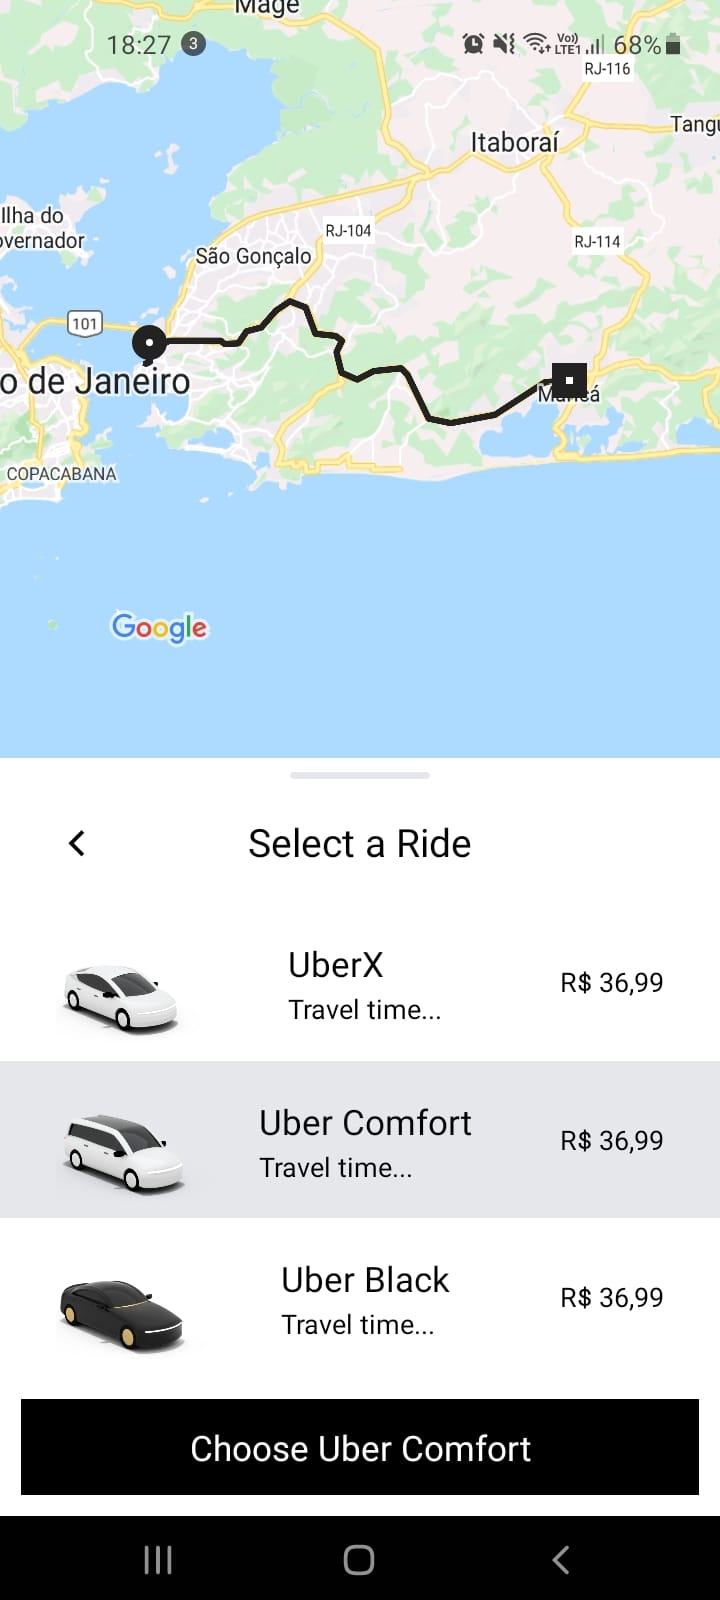 Magé
18:27 3 Vo)) LTE1 68%
RJ-116
Itaboraí
Tangu
Ilha do
overnador
RJ-104
RJ-114
São Gonçalo
101
o de Janeiro
COPACABANA
Google
Select a Ride
UberX
Travel time...
R$ 36,99
Uber Comfort
Travel time...
R$ 36,99
Uber Black
Travel time...
R$ 36,99
Choose Uber Comfort